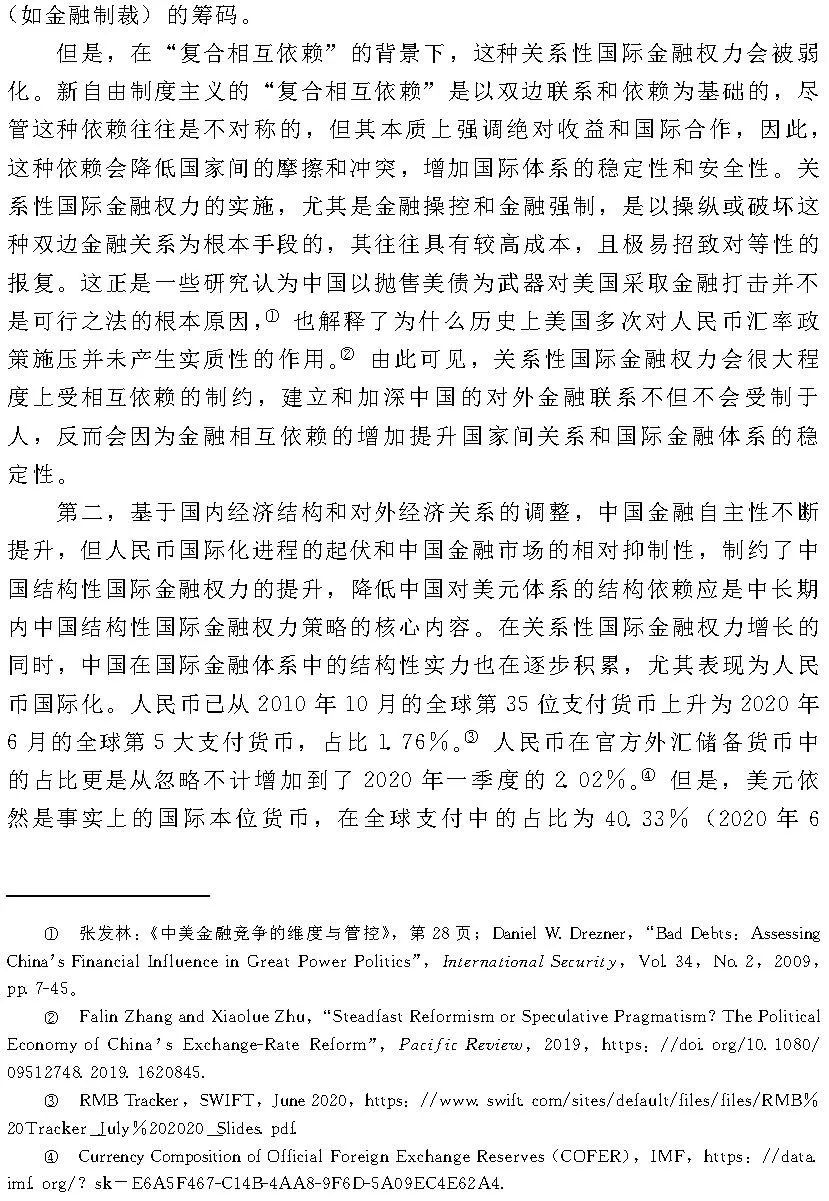 （如金融制裁）的筹码。
但是，在“复合相互依赖”的背景下，这种关系性国际金融权力会被弱
化。新自由制度主义的“复合相互依赖”是以双边联系和依赖为基础的，尽
管这种依赖往往是不对称的，但其本质上强调绝对收益和国际合作，因此，
这种依赖会降低国家间的摩擦和冲突，增加国际体系的稳定性和安全性。关
系性国际金融权力的实施，尤其是金融操控和金融强制，是以操纵或破坏这
种双边金融关系为根本手段的，其往往具有较高成本，且极易招致对等性的
报复。这正是一些研究认为中国以抛售美债为武器对美国采取金融打击并不
是可行之法的根本原因，① 也解释了为什么历史上美国多次对人民币汇率政
策施压并未产生实质性的作用。② 由此可见，关系性国际金融权力会很大程
度上受相互依赖的制约，建立和加深中国的对外金融联系不但不会受制于
人，反而会因为金融相互依赖的增加提升国家间关系和国际金融体系的稳
定性。
第二，基于国内经济结构和对外经济关系的调整，中国金融自主性不断
提升，但人民币国际化进程的起伏和中国金融市场的相对抑制性，制约了中
国结构性国际金融权力的提升，降低中国对美元体系的结构依赖应是中长期
内中国结构性国际金融权力策略的核心内容。在关系性国际金融权力增长的
同时，中国在国际金融体系中的结构性实力也在逐步积累，尤其表现为人民
币国际化。人民币已从 2010 年 10 月的全球第 35 位支付货币上升为 2020 年
6 月的全球第 5 大支付货币，占比 1.76%。③ 人民币在官方外汇储备货币中
的占比更是从忽略不计增加到了 2020 年一季度的 2.02%。④ 但是，美元依
然是事实上的国际本位货币，在全球支付中的占比为 40.33%（2020 年 6
① 张发林：《中美金融竞争的维度与管控》，第 28 页；Daniel W. Drezner，“Bad Debts：Assessing
China's Financial Influence in Great Power Politics”，International Security，Vol. 34，No. 2，2009，
pp. 7-45。
② Falin Zhang and Xiaolue Zhu，“Steadfast Reformism or Speculative Pragmatism？The Political
Economy of China's Exchange-Rate Reform”，Pacific Review，2019，https：//doi. org/10. 1080/
09512748. 2019. 1620845.
③ RMB Tracker，SWIFT，June 2020，https：//www. swift. com/sites/default/files/files/RMB%
20Tracker_July%202020_Slides. pdf.
④ Currency Composition of Official Foreign Exchange Reserves（COFER），IMF，https：//data.
imf. org/？sk－E6A5F467-C14B-4AA8-9F6D-5A09EC4E62A4.